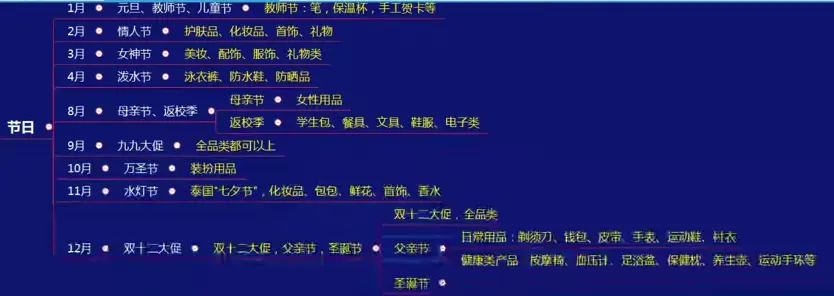 1月 元旦、教师节、儿童节 教师节：笔，保温杯，手工贺卡等
2月 情人节 护肤品、化妆品、首饰、礼物
3月 女神节 美妆、配饰、服饰、礼物类
4月 泼水节 泳衣裤、防水鞋、防晒品
8月 母亲节、返校季
母亲节 女性用品
返校季 学生包、餐具、文具、鞋服、电子类
节日
9月 九九大促 全品类都可以上
10月 万圣节 装扮用品
11月 水灯节 泰国“七夕节”，化妆品、包包、鲜花、首饰、香水
12月 双十二大促 双十二大促，父亲节，圣诞节
双十二大促，全品类
父亲节
日常用品：剃须刀、钱包、皮带、手表、运动鞋、衬衣
健康类产品 按摩椅、血压计、足浴盆、保健枕、养生壶、运动手环等
圣诞节